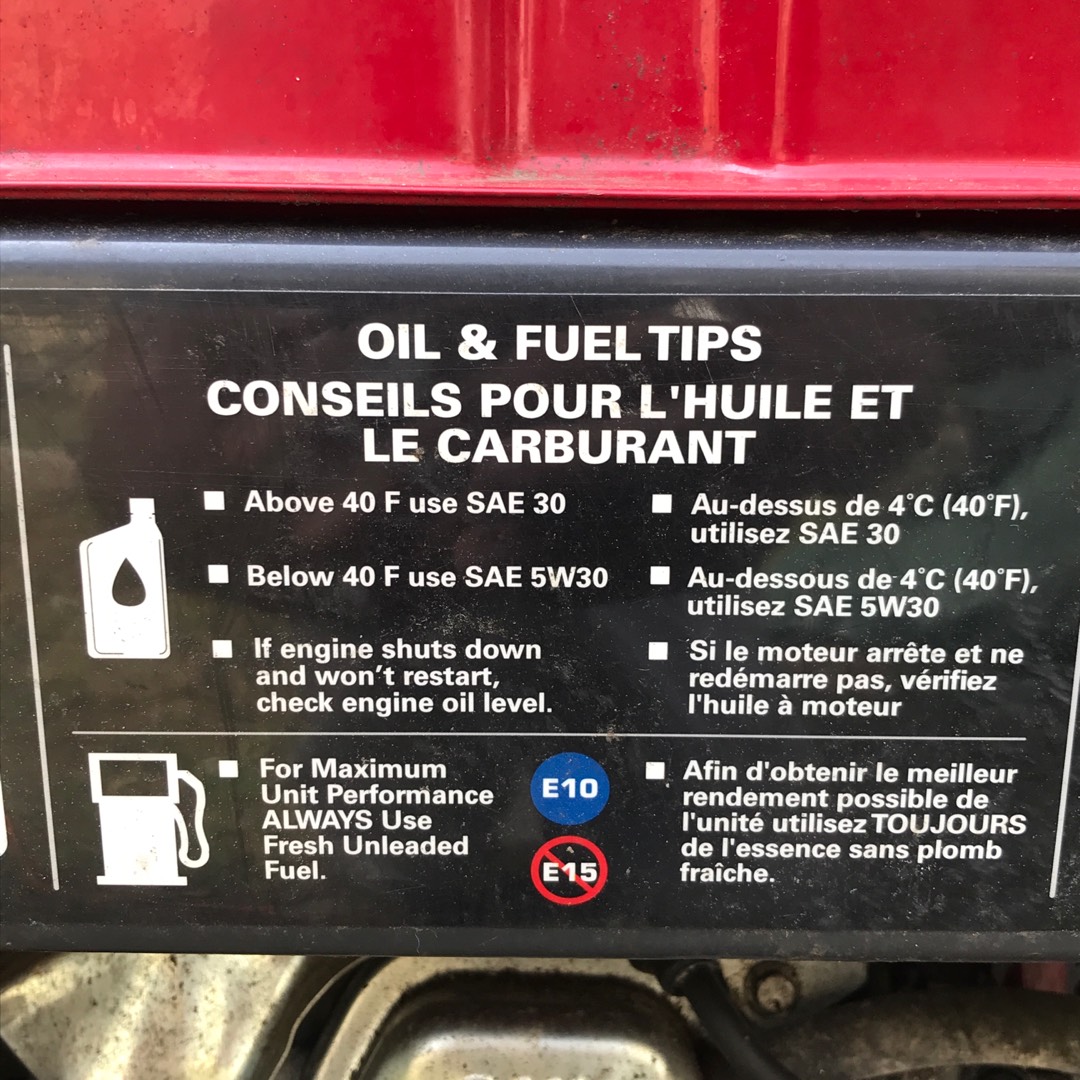 OIL & FUEL TIPS
CONSEILS POUR L'HUILE ET
LE CARBURANT
Above 40 F use SAE 30
Below 40 F use SAE 5W30
If engine shuts down
and won't restart,
check engine oil level.
Au-dessus de 4°C (40°F),
utilisez SAE 30
Au-dessous de 4°C (40°F),
utilisez SAE 5W30
Si le moteur arrête et ne
redémarre pas, vérifiez
l'huile à moteur
For Maximum
Unit Performance
ALWAYS Use
Fresh Unleaded
Fuel.
E10
E15
Afin d'obtenir le meilleur
rendement possible de
l'unité utilisez TOUJOURS
de l'essence sans plomb
fraîche.